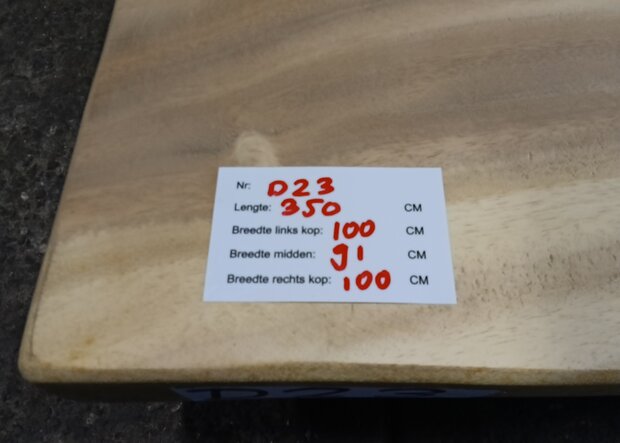 Nr: D23
Lengte: 350 CM
Breedte links kop: 100 CM
Breedte midden: 91 CM
Breedte rechts kop: 100 CM
D23